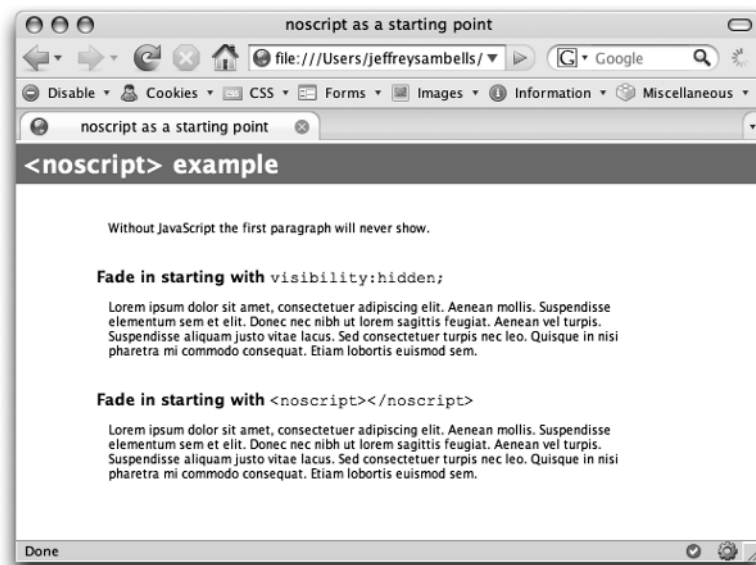 noscript as a starting point
file:///Users/jeffreysambells/
G Google
Disable Cookies CSS Forms Images Information Miscellaneous
noscript as a starting point
<noscript> example
Without JavaScript the first paragraph will never show.
Fade in starting with visibility:hidden;
Lorem ipsum dolor sit amet, consectetuer adipiscing elit. Aenean mollis. Suspendisse
elementum sem et elit. Donec nec nibh ut lorem sagittis feugiat. Aenean vel turpis.
Suspendisse aliquam justo vitae lacus. Sed consectetuer turpis nec leo. Quisque in nisi
pharetra mi commodo consequat. Etiam lobortis euismod sem.
Fade in starting with <noscript></noscript>
Lorem ipsum dolor sit amet, consectetuer adipiscing elit. Aenean mollis. Suspendisse
elementum sem et elit. Donec nec nibh ut lorem sagittis feugiat. Aenean vel turpis.
Suspendisse aliquam justo vitae lacus. Sed consectetuer turpis nec leo. Quisque in nisi
pharetra mi commodo consequat. Etiam lobortis euismod sem.
Done